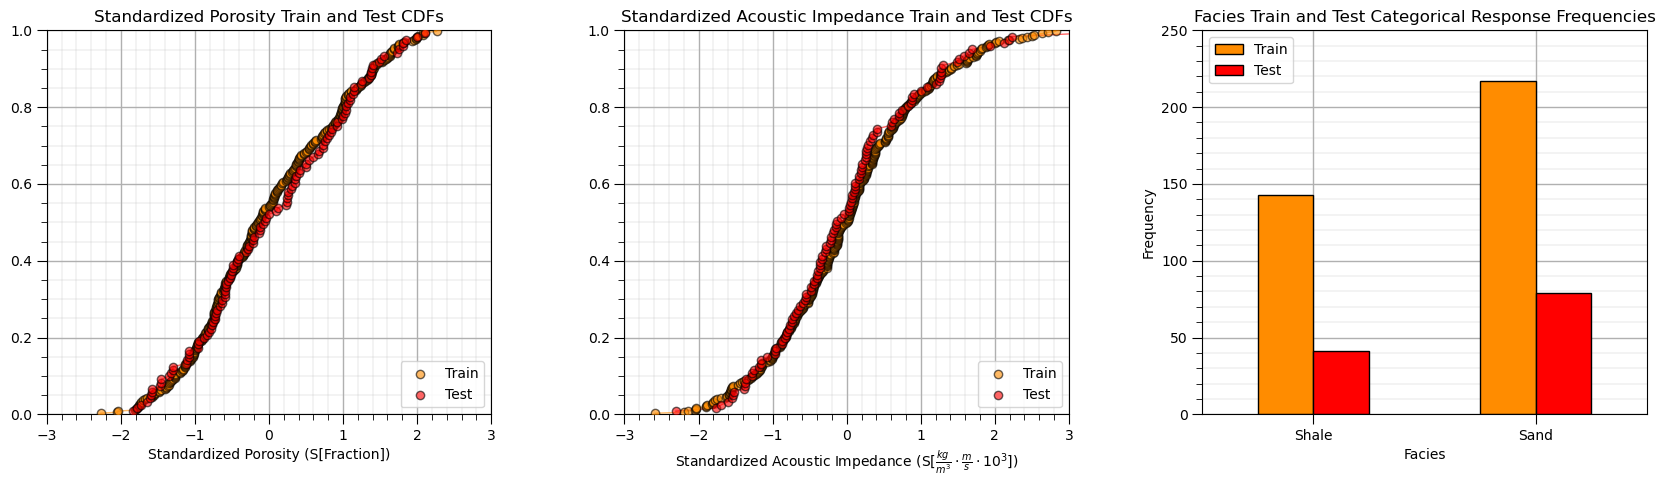 Standardized Porosity Train and Test CDFs
1.0
0.8
0.6
0.4
0.2
0.0
Train
Test
−3 −2 −1 0 1 2 3
Standardized Porosity (S[Fraction])
Standardized Acoustic Impedance Train and Test CDFs
1.0
0.8
0.6
0.4
0.2
0.0
Train
Test
−3 −2 −1 0 1 2 3
Standardized Acoustic Impedance (S[kg/m³ · m/s · 10³])
Facies Train and Test Categorical Response Frequencies
Train
Test
250
200
150
100
50
0
Frequency
Shale Sand
Facies